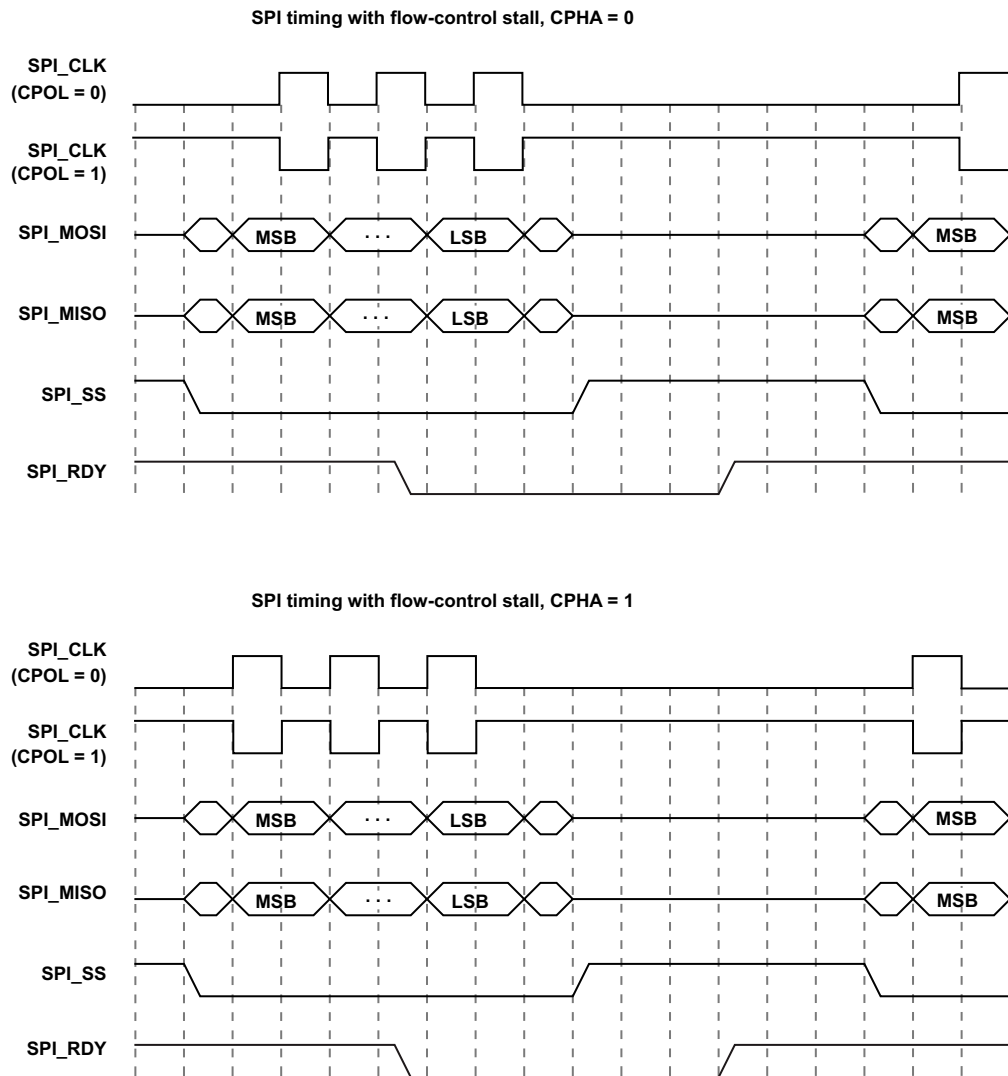 SPI timing with flow-control stall, CPHA = 0
SPI_CLK
(CPOL = 0)
SPI_CLK
(CPOL = 1)
SPI_MOSI
MSB
· · ·
LSB
MSB
SPI_MISO
MSB
· · ·
LSB
MSB
SPI_SS
SPI_RDY
SPI timing with flow-control stall, CPHA = 1
SPI_CLK
(CPOL = 0)
SPI_CLK
(CPOL = 1)
SPI_MOSI
MSB
· · ·
LSB
MSB
SPI_MISO
MSB
· · ·
LSB
MSB
SPI_SS
SPI_RDY